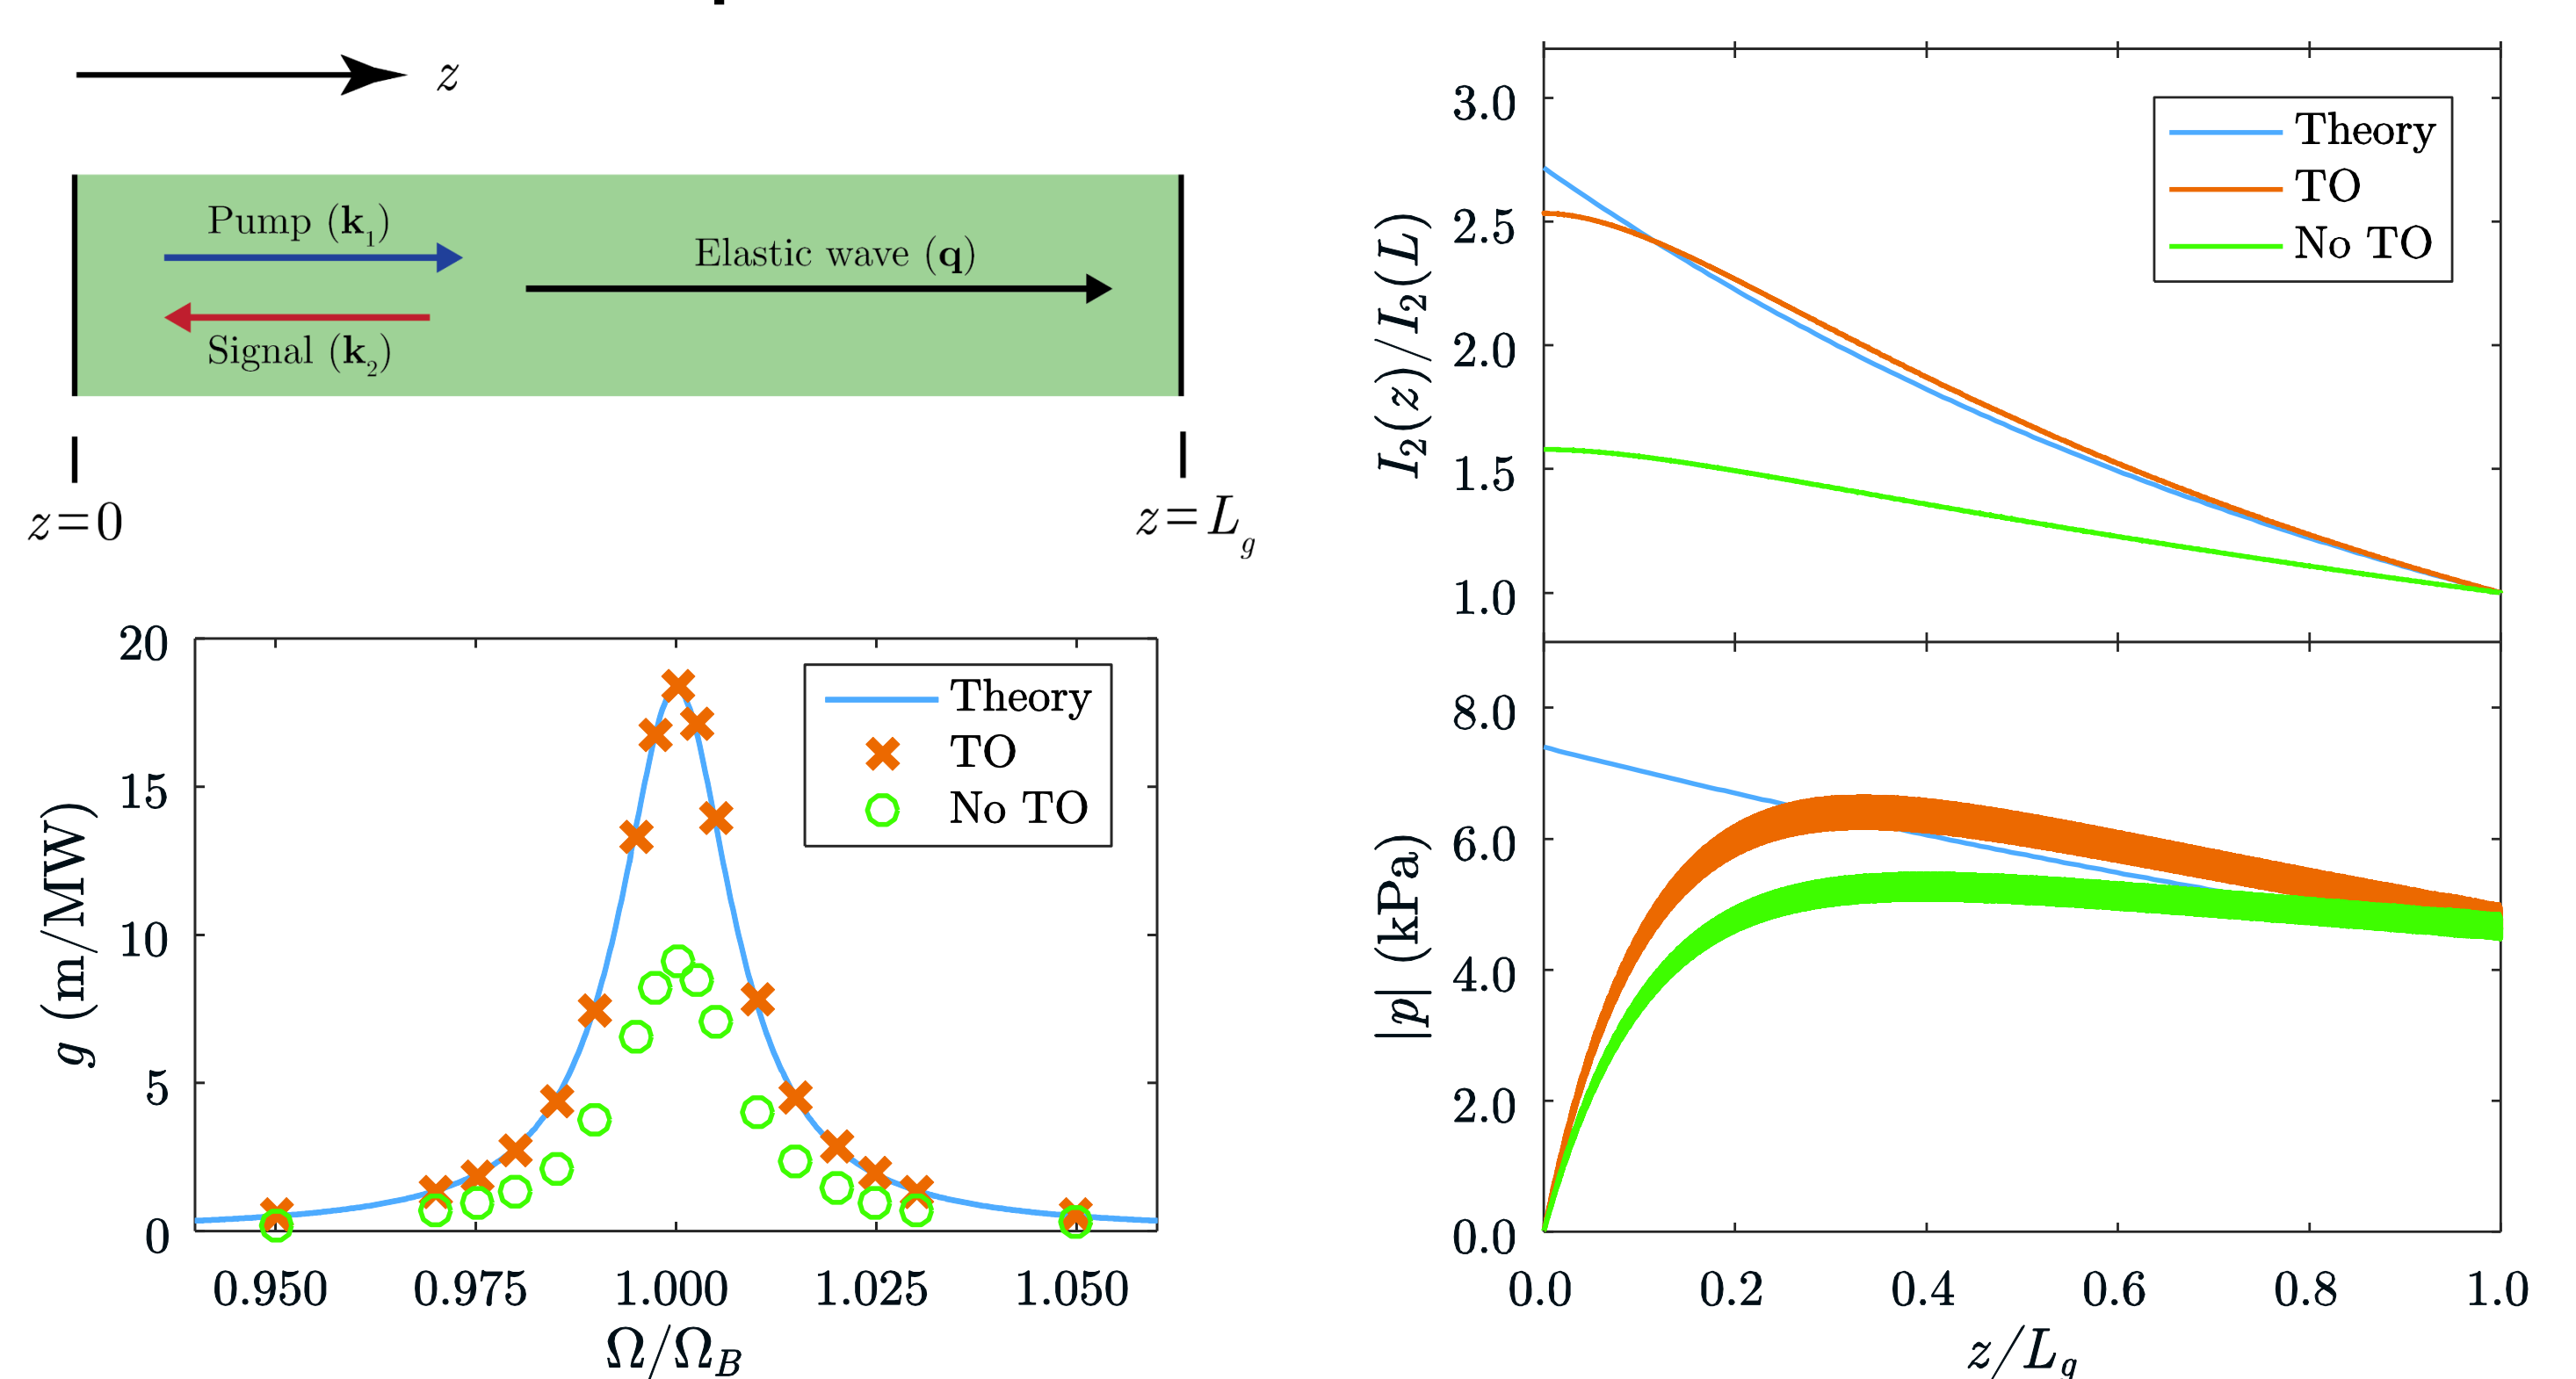 z
Pump (k₁)
Elastic wave (q)
Signal (k₂)
z=0
z=L_g
20
15
10
5
0
g (m/MW)
Theory
TO
No TO
0.950 0.975 1.000 1.025 1.050
Ω/Ω_B
3.0
2.5
2.0
1.5
1.0
I₂(z)/I₂(L)
Theory
TO
No TO
8.0
6.0
4.0
2.0
0.0
|p| (kPa)
0.0 0.2 0.4 0.6 0.8 1.0
z/L_g